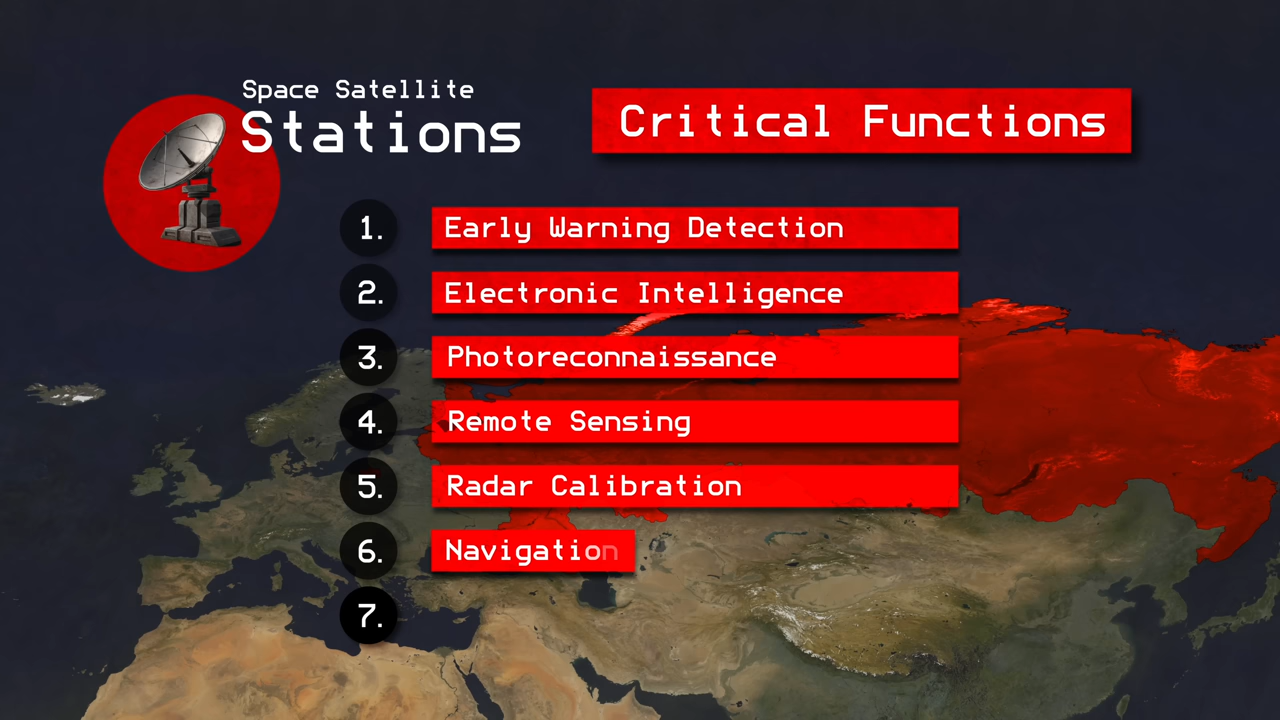 Space Satellite
Stations
Critical Functions
1. Early Warning Detection
2. Electronic Intelligence
3. Photoreconnaissance
4. Remote Sensing
5. Radar Calibration
6. Navigation
7.